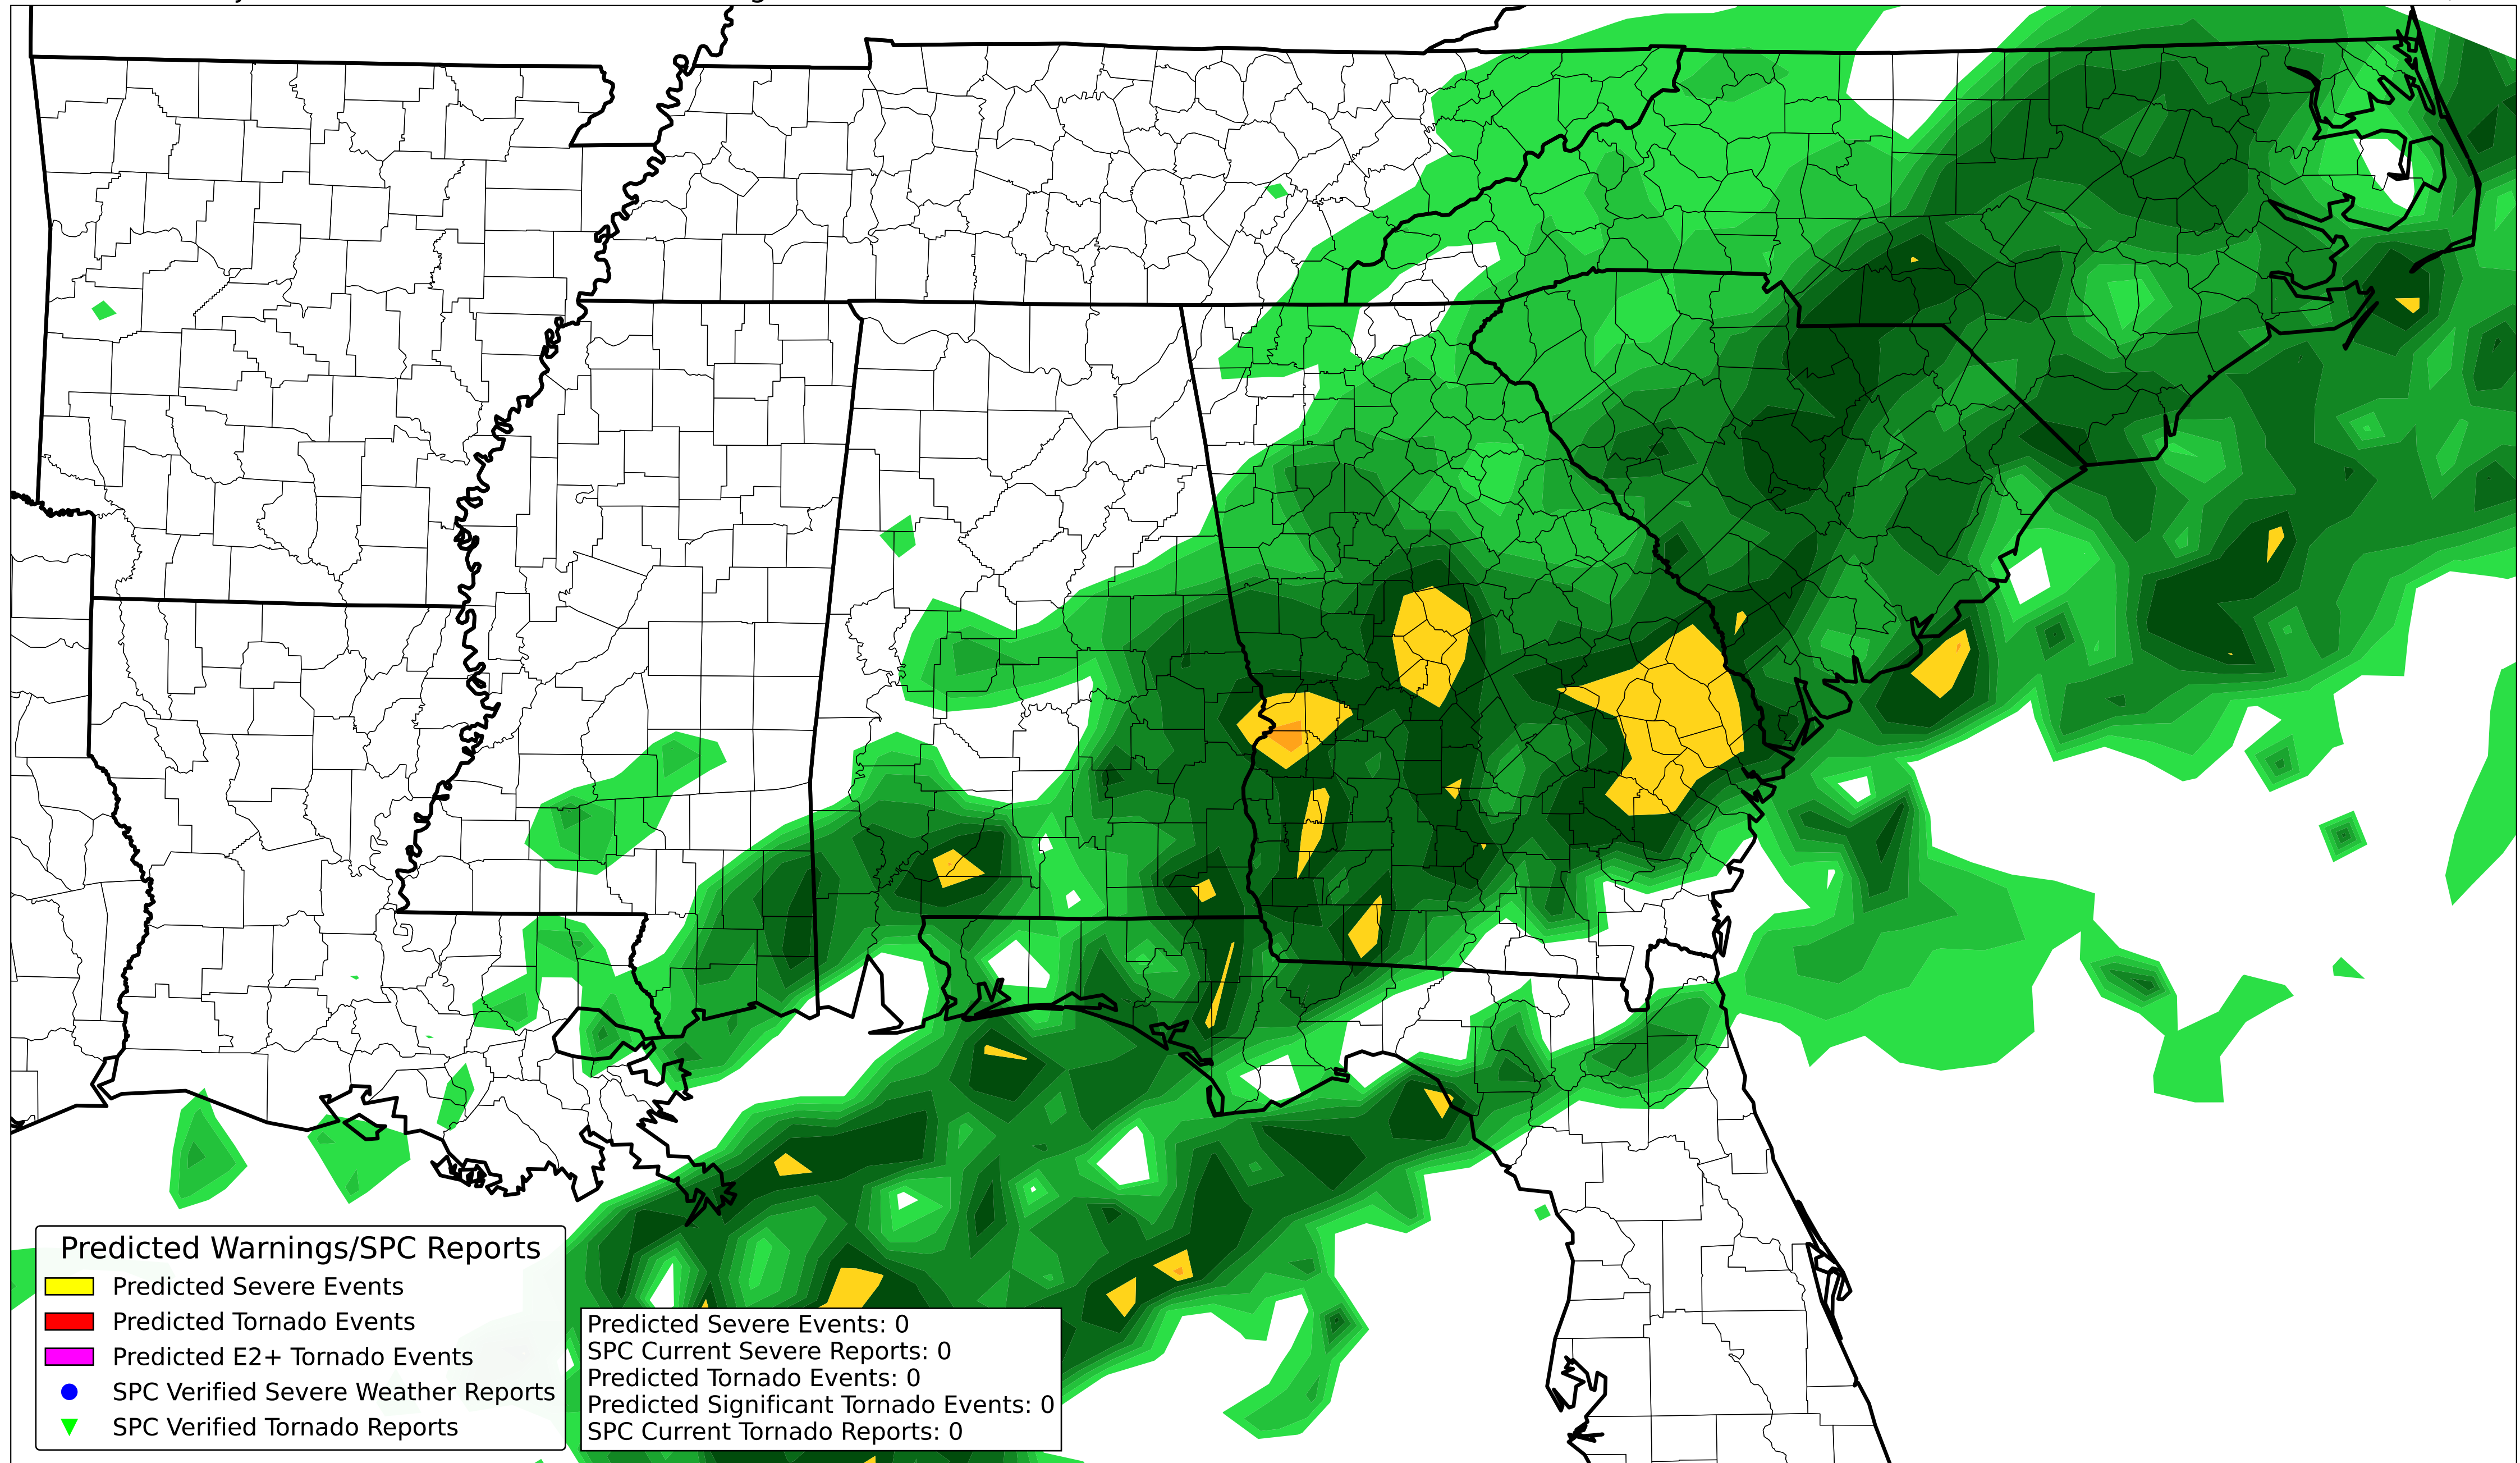 Predicted Warnings/SPC Reports
Predicted Severe Events
Predicted Tornado Events
Predicted E2+ Tornado Events
SPC Verified Severe Weather Reports
SPC Verified Tornado Reports
Predicted Severe Events: 0
SPC Current Severe Reports: 0
Predicted Tornado Events: 0
Predicted Significant Tornado Events: 0
SPC Current Tornado Reports: 0